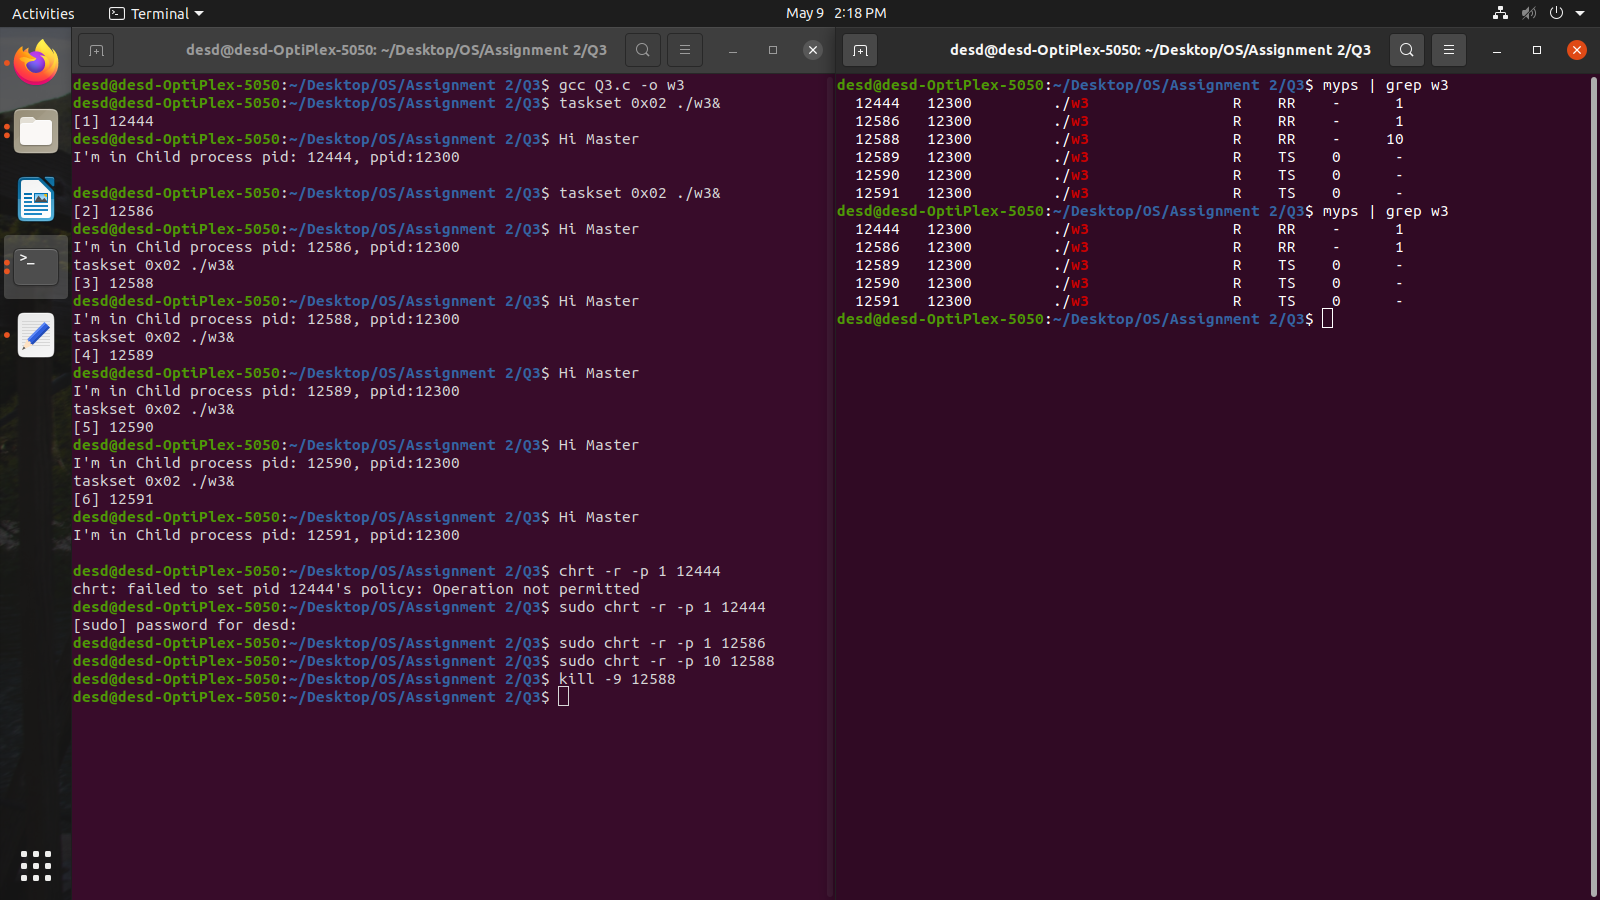 Activities
Terminal
May 9 2:18 PM
desd@desd-OptiPlex-5050: ~/Desktop/OS/Assignment 2/Q3
desd@desd-OptiPlex-5050:~/Desktop/OS/Assignment 2/Q3$ gcc Q3.c -o w3
desd@desd-OptiPlex-5050:~/Desktop/OS/Assignment 2/Q3$ taskset 0x02 ./w3&
[1] 12444
desd@desd-OptiPlex-5050:~/Desktop/OS/Assignment 2/Q3$ Hi Master
I'm in Child process pid: 12444, ppid:12300
desd@desd-OptiPlex-5050:~/Desktop/OS/Assignment 2/Q3$ taskset 0x02 ./w3&
[2] 12586
desd@desd-OptiPlex-5050:~/Desktop/OS/Assignment 2/Q3$ Hi Master
I'm in Child process pid: 12586, ppid:12300
taskset 0x02 ./w3&
[3] 12588
desd@desd-OptiPlex-5050:~/Desktop/OS/Assignment 2/Q3$ Hi Master
I'm in Child process pid: 12588, ppid:12300
taskset 0x02 ./w3&
[4] 12589
desd@desd-OptiPlex-5050:~/Desktop/OS/Assignment 2/Q3$ Hi Master
I'm in Child process pid: 12589, ppid:12300
taskset 0x02 ./w3&
[5] 12590
desd@desd-OptiPlex-5050:~/Desktop/OS/Assignment 2/Q3$ Hi Master
I'm in Child process pid: 12590, ppid:12300
taskset 0x02 ./w3&
[6] 12591
desd@desd-OptiPlex-5050:~/Desktop/OS/Assignment 2/Q3$ Hi Master
I'm in Child process pid: 12591, ppid:12300
desd@desd-OptiPlex-5050:~/Desktop/OS/Assignment 2/Q3$ chrt -r -p 1 12444
chrt: failed to set pid 12444's policy: Operation not permitted
desd@desd-OptiPlex-5050:~/Desktop/OS/Assignment 2/Q3$ sudo chrt -r -p 1 12444
[sudo] password for desd:
desd@desd-OptiPlex-5050:~/Desktop/OS/Assignment 2/Q3$ sudo chrt -r -p 1 12586
desd@desd-OptiPlex-5050:~/Desktop/OS/Assignment 2/Q3$ sudo chrt -r -p 10 12588
desd@desd-OptiPlex-5050:~/Desktop/OS/Assignment 2/Q3$ kill -9 12588
desd@desd-OptiPlex-5050:~/Desktop/OS/Assignment 2/Q3$
desd@desd-OptiPlex-5050: ~/Desktop/OS/Assignment 2/Q3
desd@desd-OptiPlex-5050:~/Desktop/OS/Assignment 2/Q3$ myps | grep w3
12444 12300 ./w3 R RR - 1
12586 12300 ./w3 R RR - 1
12588 12300 ./w3 R RR - 10
12589 12300 ./w3 R TS 0 -
12590 12300 ./w3 R TS 0 -
12591 12300 ./w3 R TS 0 -
desd@desd-OptiPlex-5050:~/Desktop/OS/Assignment 2/Q3$ myps | grep w3
12444 12300 ./w3 R RR - 1
12586 12300 ./w3 R RR - 1
12589 12300 ./w3 R TS 0 -
12590 12300 ./w3 R TS 0 -
12591 12300 ./w3 R TS 0 -
desd@desd-OptiPlex-5050:~/Desktop/OS/Assignment 2/Q3$